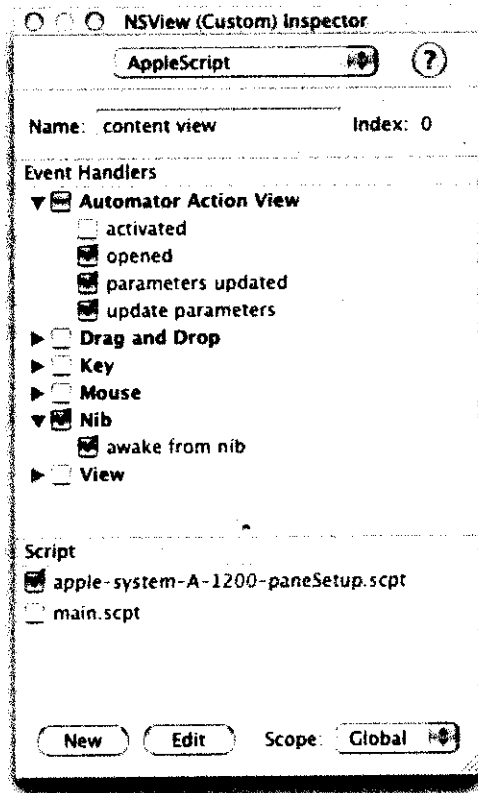 NSView (Custom) Inspector
AppleScript
?
Name: content view Index: 0
Event Handlers
Automator Action View
activated
opened
parameters updated
update parameters
Drag and Drop
Key
Mouse
Nib
awake from nib
View
Script
apple-system-A-1200-paneSetup.scpt
main.scpt
New Edit Scope: Global